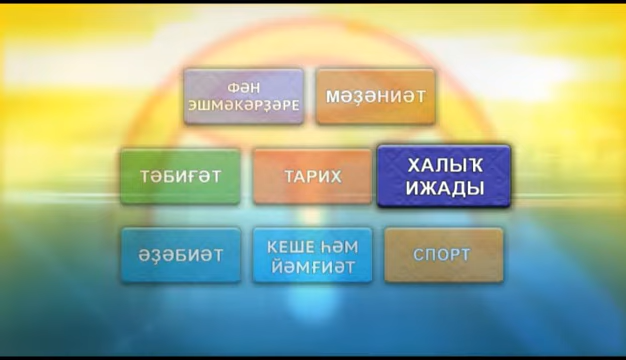 ФӘН
ЭШМӘКӘРҘӘРЕ
МӘҘӘНИӘТ
ТӘБИҒӘТ
ТАРИХ
ХАЛЫҠ
ИЖАДЫ
ӘҘӘБИӘТ
КЕШЕ ҺӘМ
ЙӘМҒИӘТ
СПОРТ